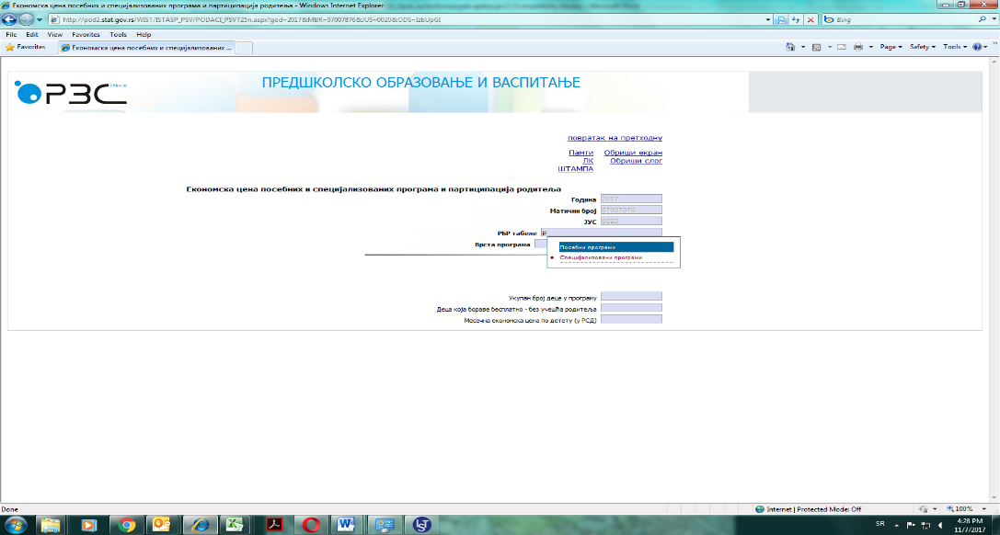 Економска цена посебних и специјализованих програма и партиципација родитеља - Windows Internet Explorer
http://pod2.stat.gov.rs/WIST/ISTASP_PSV/PODACI_PSVT25n.aspx?god=2017&MBR=07007876&JUS=0020&ODS=IzbUpGI
Bing
File Edit View Favorites Tools Help
Favorites
Економска цена посебних и специјализованих ...
Page Safety Tools
РЗС
СРБИЈЕ
ПРЕДШКОЛСКО ОБРАЗОВАЊЕ И ВАСПИТАЊЕ
повратак на претходну
Памти Обриши екран
ЛК Обриши слог
ШТАМПА
Економска цена посебних и специјализованих програма и партиципација родитеља
Година 2017
Матични број
ЈУС 0020
РБР табеле P
Врста програма
Посебни програми
Специјализовани програми
Укупан број деце у програму
Деца која бораве бесплатно - без учешћа родитеља
Месечна економска цена по детету (у РСД)
Done
Internet | Protected Mode: Off
100%
SR
4:28 PM
11/7/2017